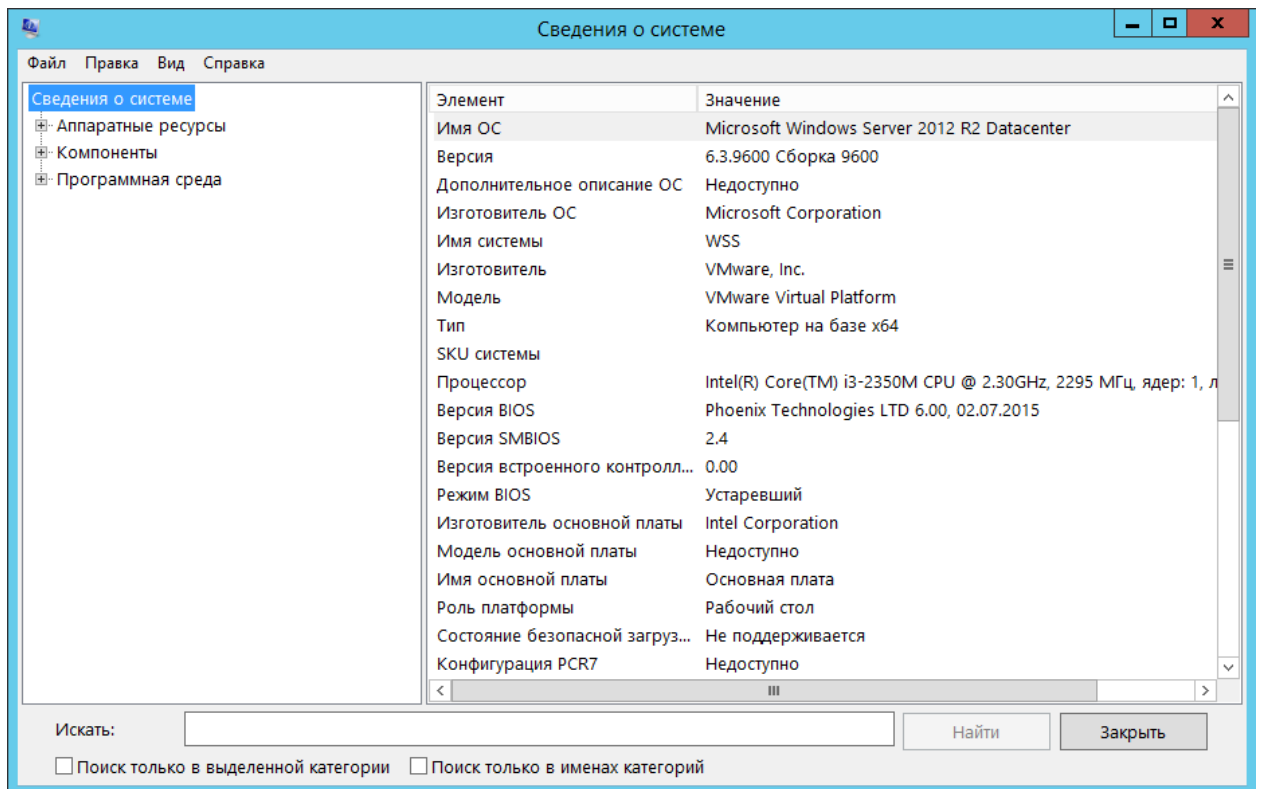 Сведения о системе
Файл Правка Вид Справка
Сведения о системе
Аппаратные ресурсы
Компоненты
Программная среда
Элемент Значение
Имя ОС Microsoft Windows Server 2012 R2 Datacenter
Версия 6.3.9600 Сборка 9600
Дополнительное описание ОС Недоступно
Изготовитель ОС Microsoft Corporation
Имя системы WSS
Изготовитель VMware, Inc.
Модель VMware Virtual Platform
Тип Компьютер на базе x64
SKU системы
Процессор Intel(R) Core(TM) i3-2350M CPU @ 2.30GHz, 2295 МГц, ядер: 1, л
Версия BIOS Phoenix Technologies LTD 6.00, 02.07.2015
Версия SMBIOS 2.4
Версия встроенного контролл... 0.00
Режим BIOS Устаревший
Изготовитель основной платы Intel Corporation
Модель основной платы Недоступно
Имя основной платы Основная плата
Роль платформы Рабочий стол
Состояние безопасной загруз... Не поддерживается
Конфигурация PCR7 Недоступно
Искать: Найти Закрыть
Поиск только в выделенной категории Поиск только в именах категорий